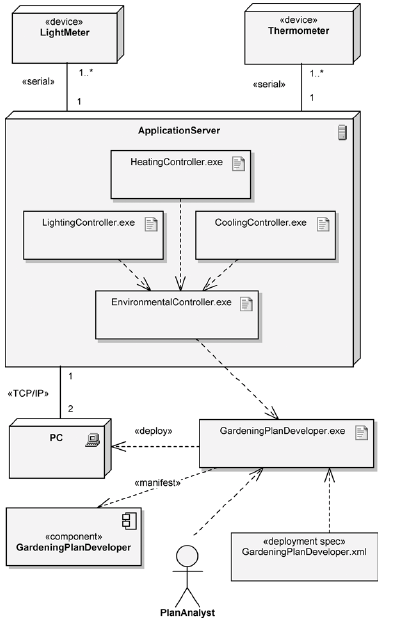 «device»
LightMeter
«device»
Thermometer
1..*
«serial»
1
1..*
«serial»
1
ApplicationServer
HeatingController.exe
LightingController.exe
CoolingController.exe
EnvironmentalController.exe
1
«TCP/IP»
2
PC
«deploy»
GardeningPlanDeveloper.exe
«manifest»
«component»
GardeningPlanDeveloper
«deployment spec»
GardeningPlanDeveloper.xml
PlanAnalyst